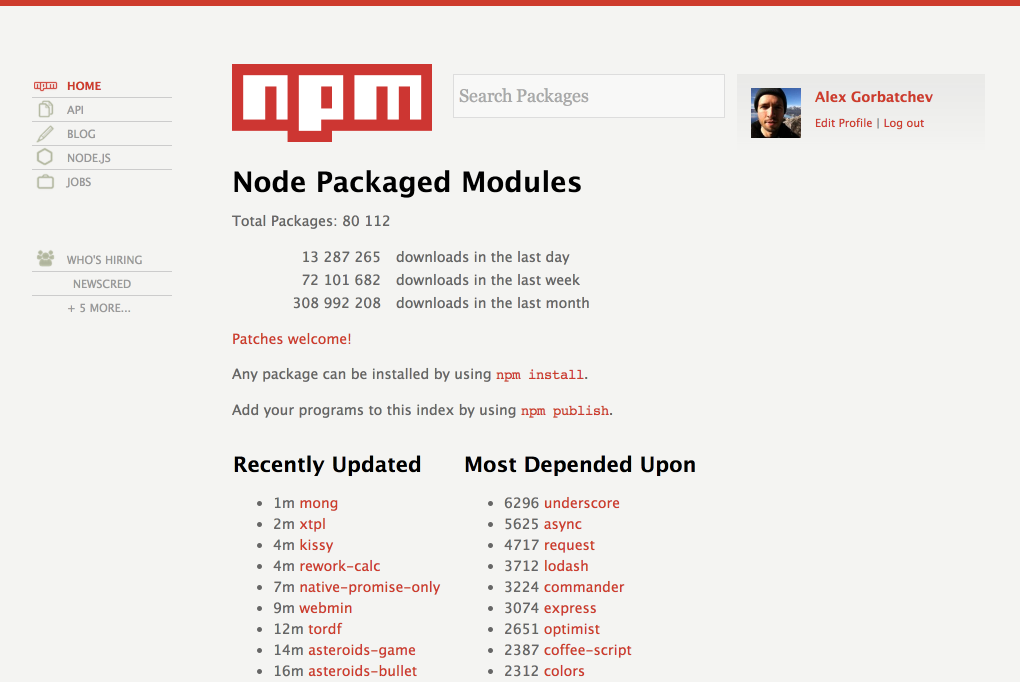 npm HOME
API
BLOG
NODE.JS
JOBS
WHO'S HIRING
NEWSCRED
+ 5 MORE...
npm
Search Packages
Alex Gorbatchev
Edit Profile | Log out
Node Packaged Modules
Total Packages: 80 112
13 287 265 downloads in the last day
72 101 682 downloads in the last week
308 992 208 downloads in the last month
Patches welcome!
Any package can be installed by using npm install.
Add your programs to this index by using npm publish.
Recently Updated
1m mong
2m xtpl
4m kissy
4m rework-calc
7m native-promise-only
9m webmin
12m tordf
14m asteroids-game
16m asteroids-bullet
Most Depended Upon
6296 underscore
5625 async
4717 request
3712 lodash
3224 commander
3074 express
2651 optimist
2387 coffee-script
2312 colors